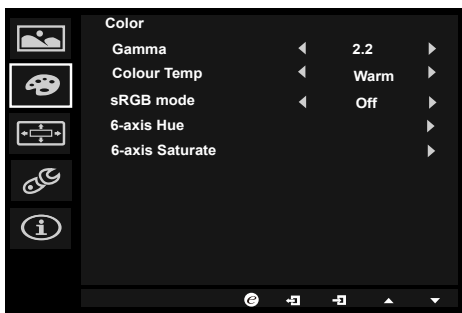 Color
Gamma 2.2
Colour Temp Warm
sRGB mode Off
6-axis Hue
6-axis Saturate